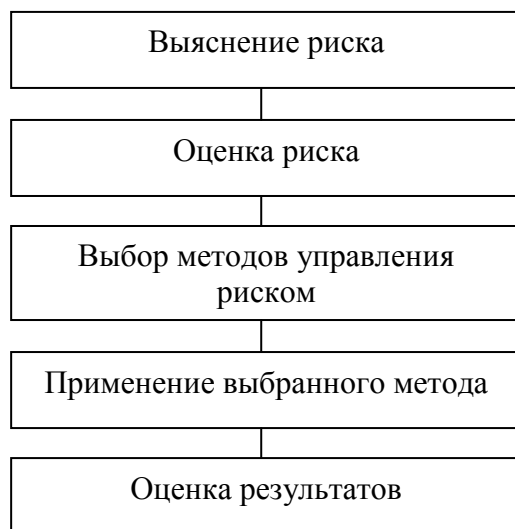 Выяснение риска
Оценка риска
Выбор методов управления
риском
Применение выбранного метода
Оценка результатов